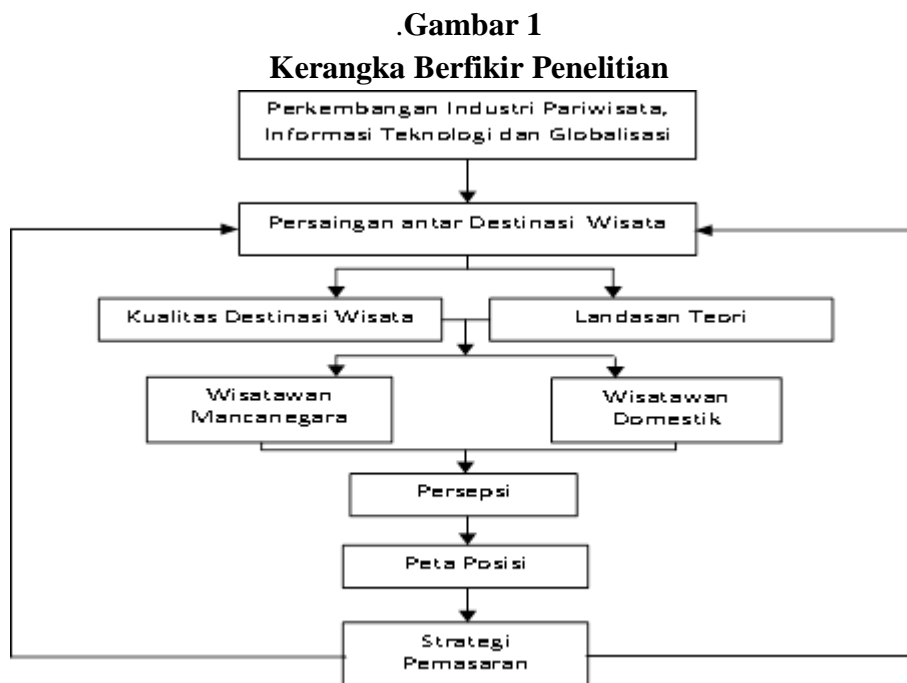 .Gambar 1
Kerangka Berfikir Penelitian
Perkembangan Industri Pariwisata,
Informasi Teknologi dan Globalisasi
Persaingan antar Destinasi Wisata
Kualitas Destinasi Wisata
Landasan Teori
Wisatawan
Mancanegara
Wisatawan
Domestik
Persepsi
Peta Posisi
Strategi
Pemasaran